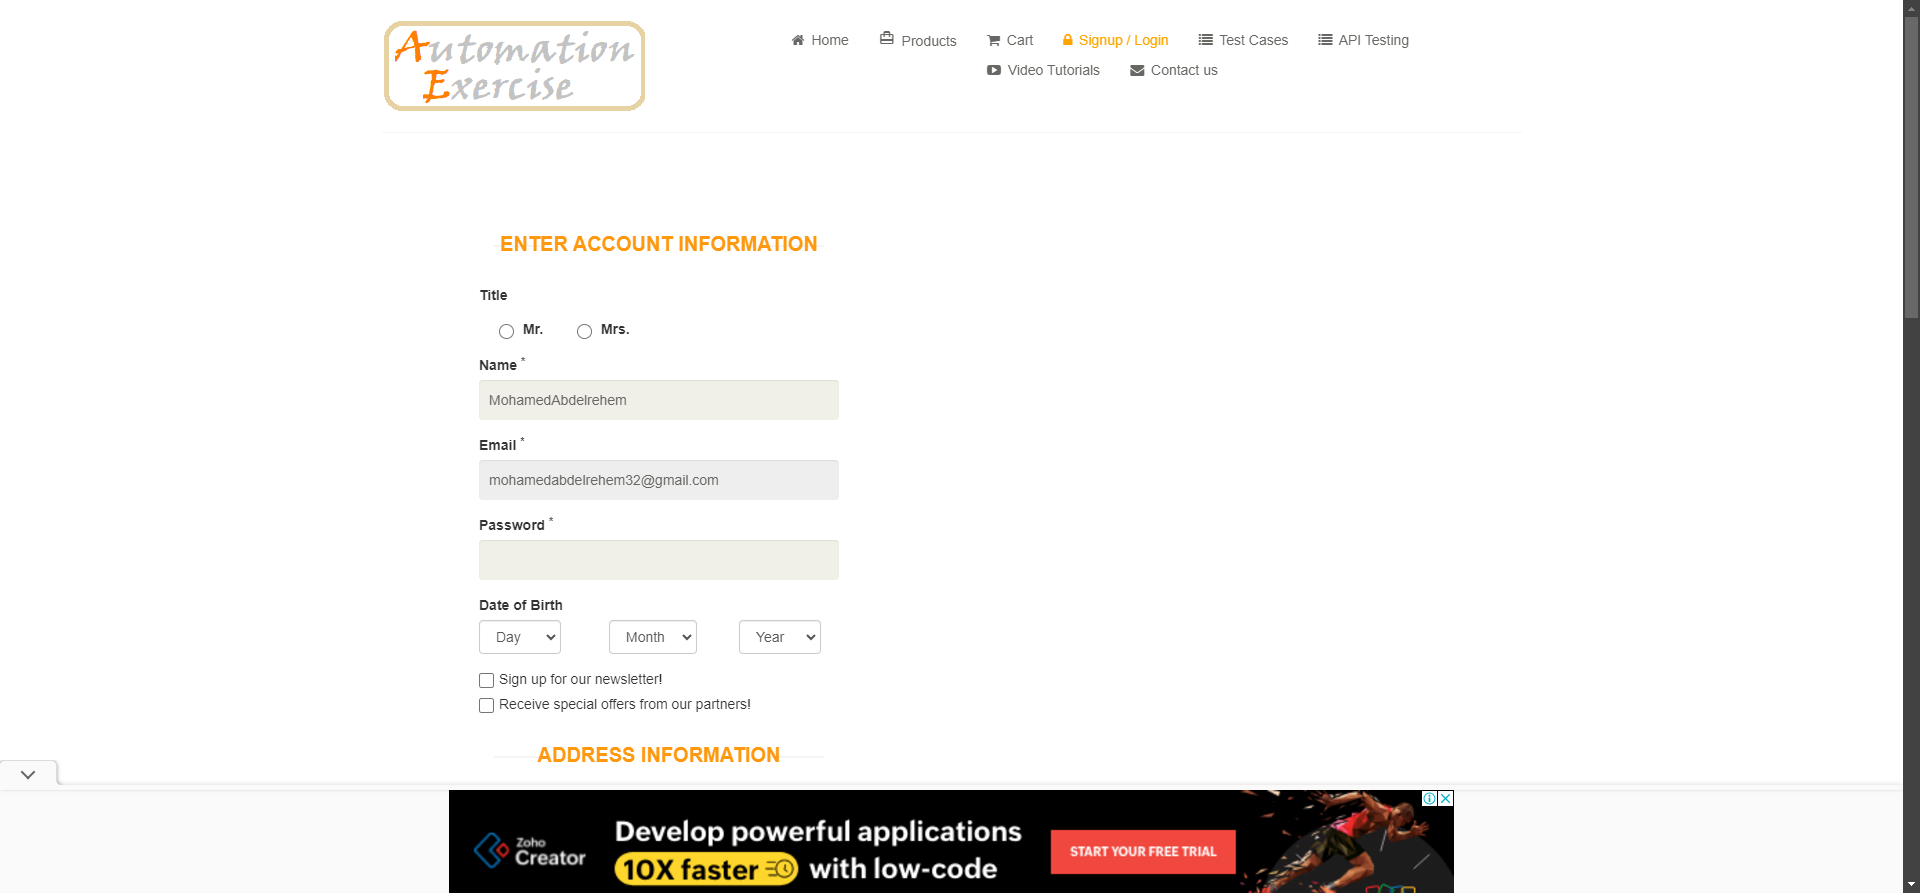 Automation
Exercise
Home
Products
Cart
Signup / Login
Test Cases
API Testing
Video Tutorials
Contact us
ENTER ACCOUNT INFORMATION
Title
Mr.
Mrs.
Name *
MohamedAbdelrehem
Email *
mohamedabdelrehem32@gmail.com
Password *
Date of Birth
Day
Month
Year
Sign up for our newsletter!
Receive special offers from our partners!
ADDRESS INFORMATION
Zoho
Creator
Develop powerful applications
10X faster with low-code
START YOUR FREE TRIAL